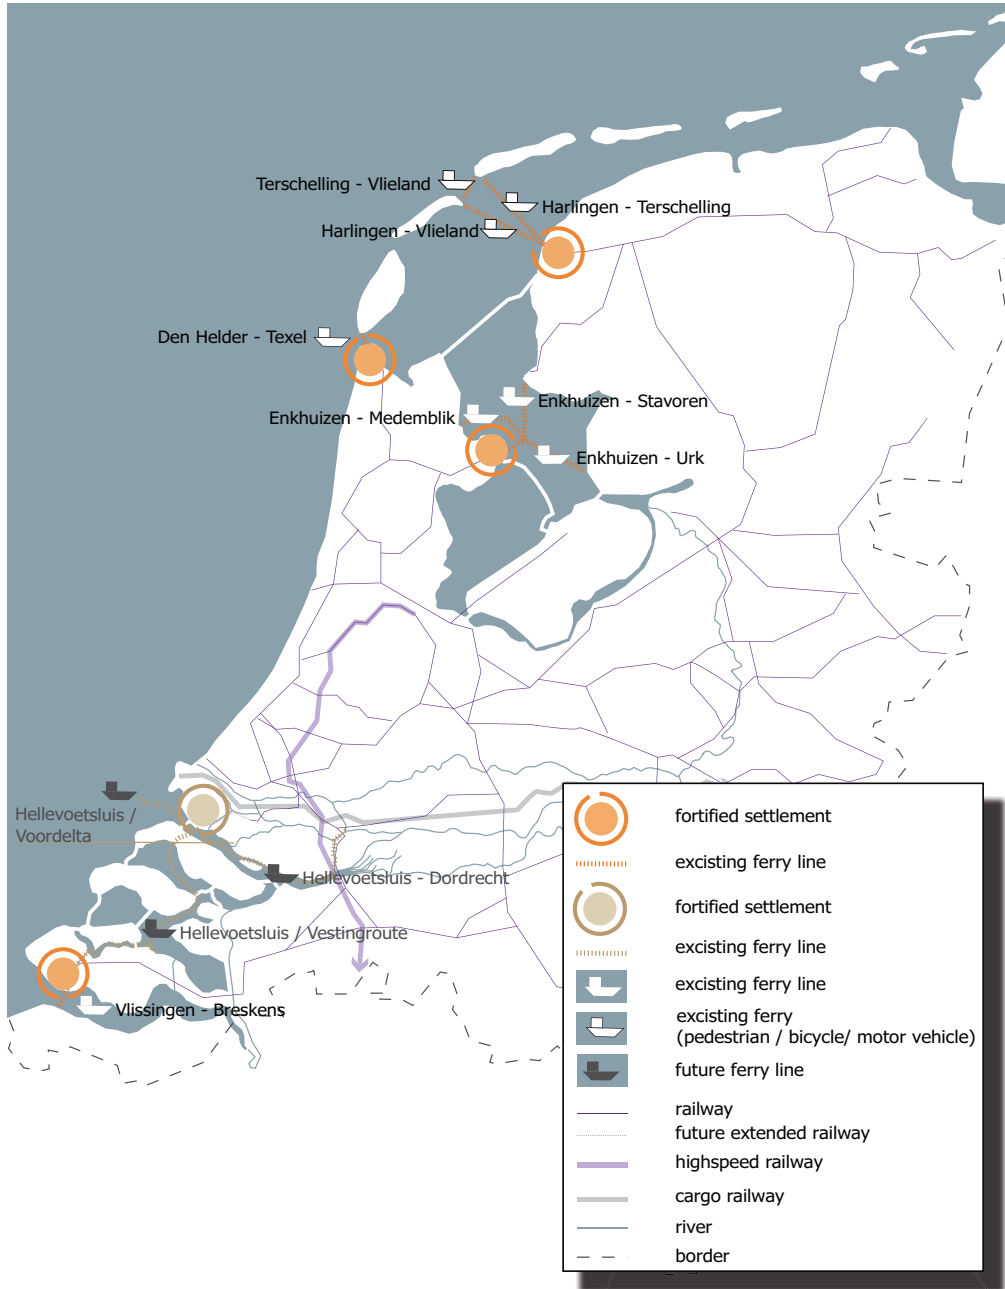 Terschelling - Vlieland
Harlingen - Terschelling
Harlingen - Vlieland
Den Helder - Texel
Enkhuizen - Stavoren
Enkhuizen - Medemblik
Enkhuizen - Urk
Hellevoetsluis /
Voordelta
Hellevoetsluis - Dordrecht
Hellevoetsluis / Vestingroute
Vlissingen - Breskens
fortified settlement
excisting ferry line
fortified settlement
excisting ferry line
excisting ferry line
excisting ferry
(pedestrian / bicycle/ motor vehicle)
future ferry line
railway
future extended railway
highspeed railway
cargo railway
river
border